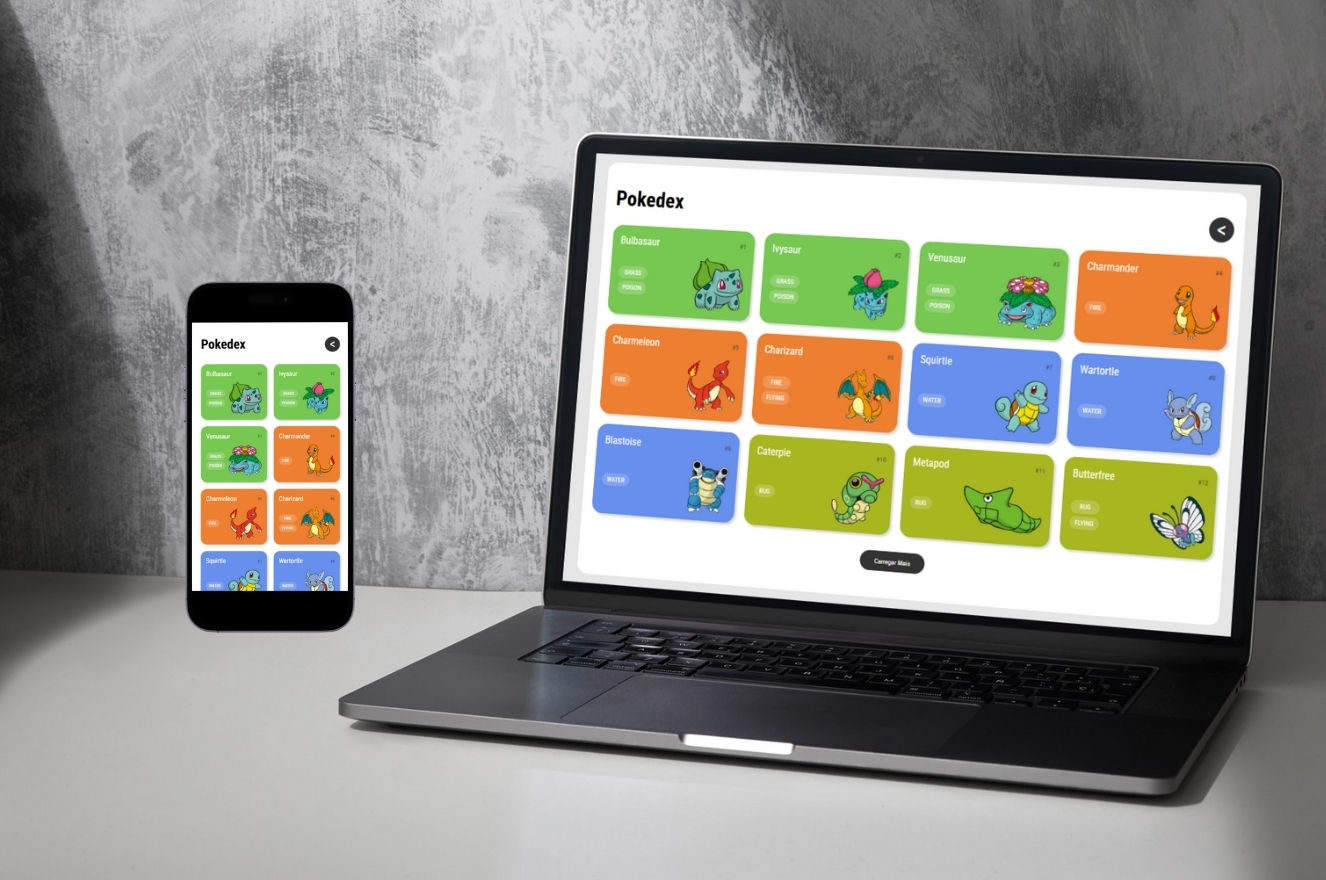 Pokedex
<
Bulbasaur
#1
GRASS
POISON
Ivysaur
#2
GRASS
POISON
Venusaur
#3
GRASS
POISON
Charmander
#4
FIRE
Charmeleon
#5
FIRE
Charizard
#6
FIRE
FLYING
Squirtle
#7
WATER
Wartortle
#8
WATER
Blastoise
#9
WATER
Caterpie
#10
BUG
Metapod
#11
BUG
Butterfree
#12
BUG
FLYING
Carregar Mais
Pokedex
<
Bulbasaur
GRASS
POISON
Ivysaur
GRASS
POISON
Venusaur
GRASS
POISON
Charmander
FIRE
Charmeleon
FIRE
Charizard
FIRE
FLYING
Squirtle
WATER
Wartortle
WATER